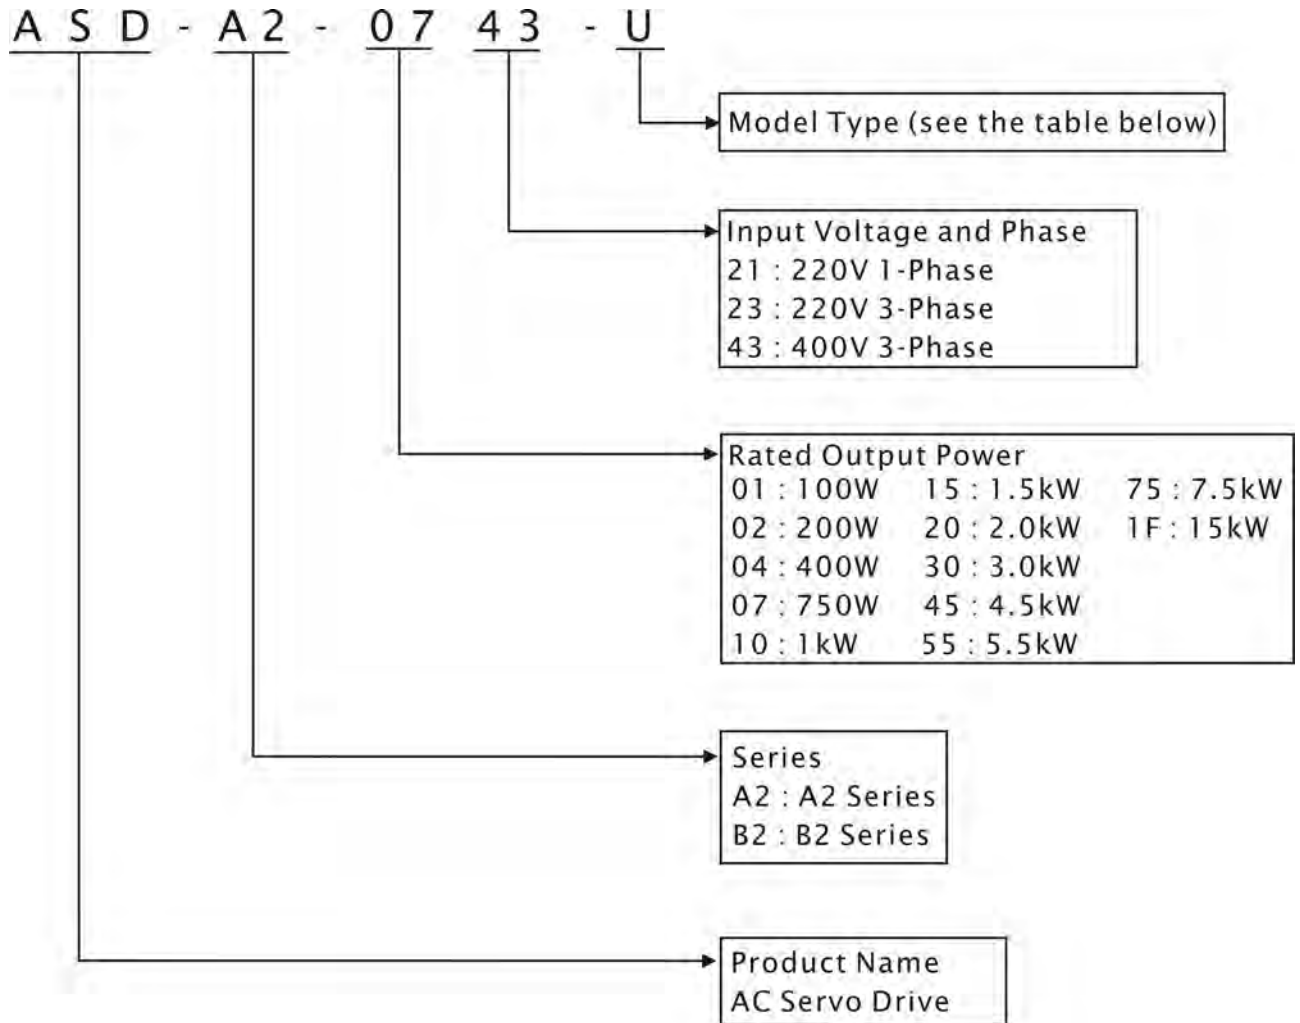 ASD-A2-0743-U
Model Type (see the table below)
Input Voltage and Phase
21 : 220V 1-Phase
23 : 220V 3-Phase
43 : 400V 3-Phase
Rated Output Power
01 : 100W 15 : 1.5kW 75 : 7.5kW
02 : 200W 20 : 2.0kW 1F : 15kW
04 : 400W 30 : 3.0kW
07 : 750W 45 : 4.5kW
10 : 1kW 55 : 5.5kW
Series
A2 : A2 Series
B2 : B2 Series
Product Name
AC Servo Drive